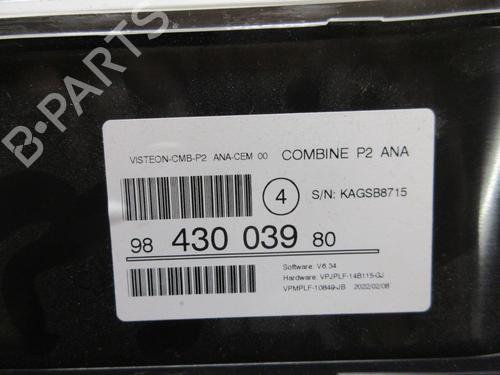 B-PARTS
VISTEON-CMB-P2 ANA-CEM 00 COMBINE P2 ANA
4 S/N: KAGSB8715
98 430 039 80
Software: V6.34
Hardware: VPJPLF-14B115-GJ
VPMPLF-10849-JB 2022/02/08